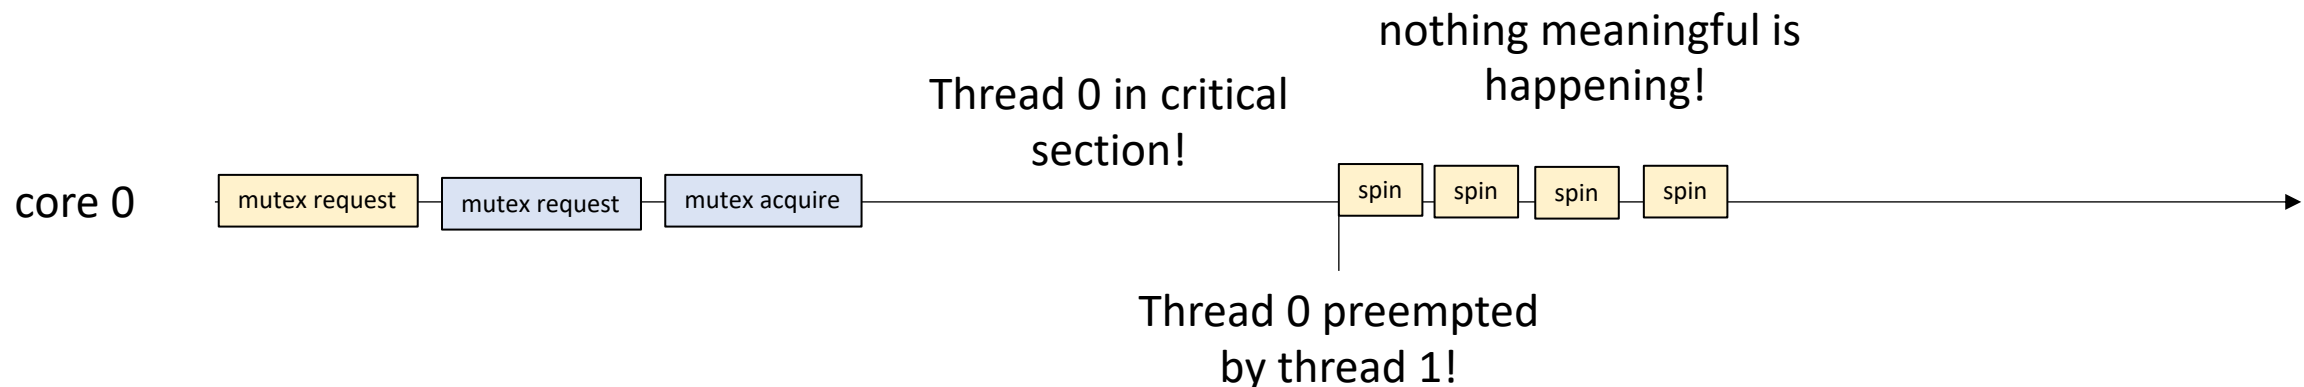 nothing meaningful is
happening!
Thread 0 in critical
section!
core 0
mutex request
mutex request
mutex acquire
spin
spin
spin
spin
Thread 0 preempted
by thread 1!